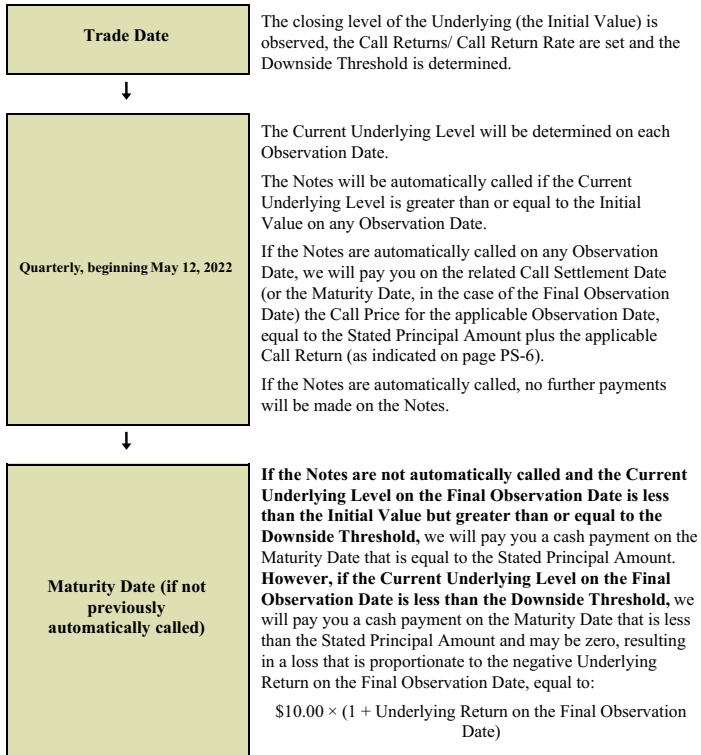 Trade Date
The closing level of the Underlying (the Initial Value) is
observed, the Call Returns/ Call Return Rate are set and the
Downside Threshold is determined.
↓
Quarterly, beginning May 12, 2022
The Current Underlying Level will be determined on each
Observation Date.
The Notes will be automatically called if the Current
Underlying Level is greater than or equal to the Initial
Value on any Observation Date.
If the Notes are automatically called on any Observation
Date, we will pay you on the related Call Settlement Date
(or the Maturity Date, in the case of the Final Observation
Date) the Call Price for the applicable Observation Date,
equal to the Stated Principal Amount plus the applicable
Call Return (as indicated on page PS-6).
If the Notes are automatically called, no further payments
will be made on the Notes.
↓
Maturity Date (if not
previously
automatically called)
If the Notes are not automatically called and the Current
Underlying Level on the Final Observation Date is less
than the Initial Value but greater than or equal to the
Downside Threshold, we will pay you a cash payment on the
Maturity Date that is equal to the Stated Principal Amount.
However, if the Current Underlying Level on the Final
Observation Date is less than the Downside Threshold, we
will pay you a cash payment on the Maturity Date that is less
than the Stated Principal Amount and may be zero, resulting
in a loss that is proportionate to the negative Underlying
Return on the Final Observation Date, equal to:
$10.00 × (1 + Underlying Return on the Final Observation
Date)